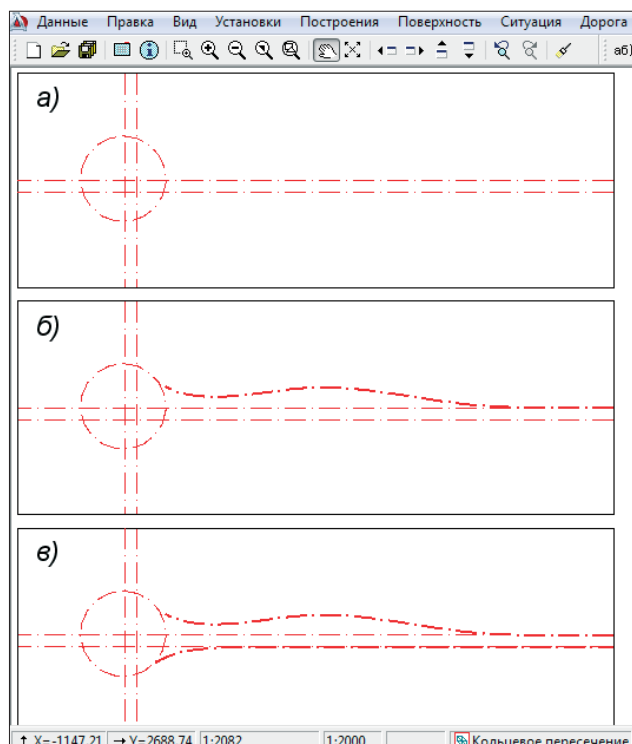 Данные Правка Вид Установки Построения Поверхность Ситуация Дорога
аб)
а)
б)
в)
X=-1147.21 Y=2688.74 1:2082 1:2000 Кольцевое пересечение